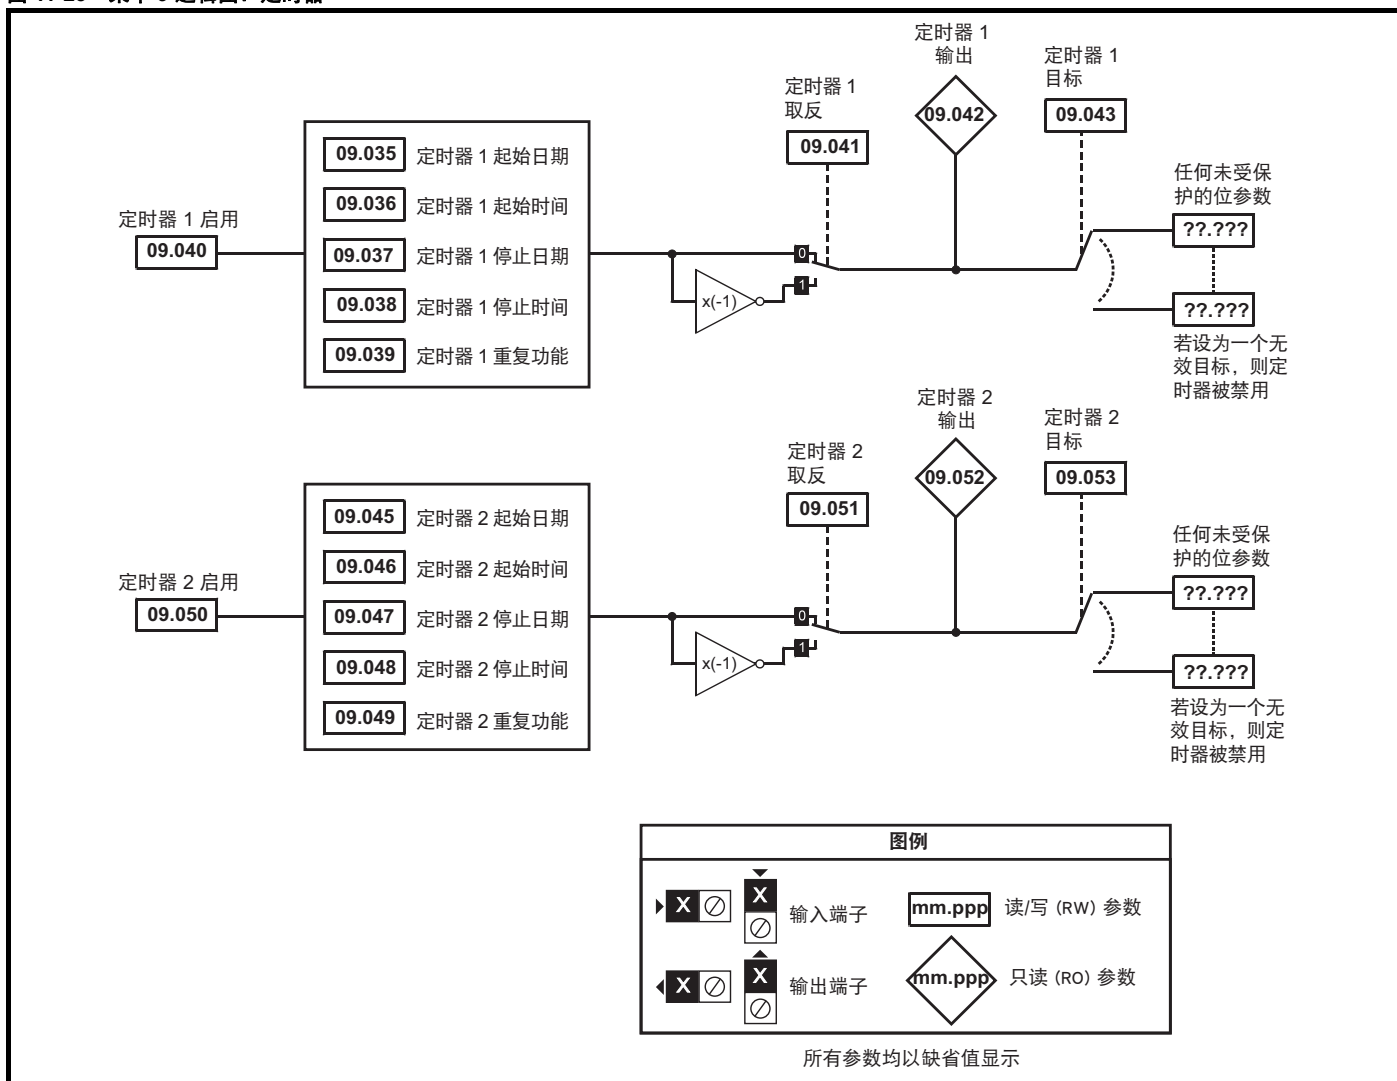 定时器 1
输出
定时器 1
目标
定时器 1
取反
09.042
09.043
09.041
09.035 定时器 1 起始日期
09.036 定时器 1 起始时间
09.037 定时器 1 停止日期
09.038 定时器 1 停止时间
09.039 定时器 1 重复功能
定时器 1 启用
09.040
0
1
x(-1)
任何未受保
护的位参数
??.???
??.???
若设为一个无
效目标，则定
时器被禁用
定时器 2
输出
定时器 2
目标
定时器 2
取反
09.052
09.053
09.051
09.045 定时器 2 起始日期
09.046 定时器 2 起始时间
09.047 定时器 2 停止日期
09.048 定时器 2 停止时间
09.049 定时器 2 重复功能
定时器 2 启用
09.050
0
1
x(-1)
任何未受保
护的位参数
??.???
??.???
若设为一个无
效目标，则定
时器被禁用
图例
X X 输入端子 mm.ppp 读/写 (RW) 参数
X X 输出端子 mm.ppp 只读 (RO) 参数
所有参数均以缺省值显示